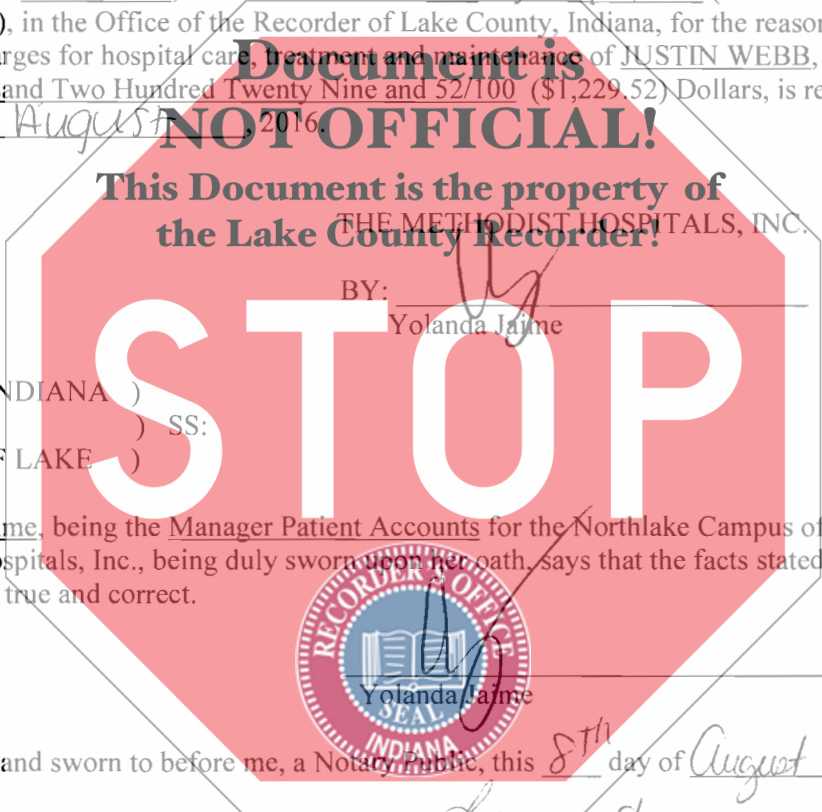 ), in the Office of the Recorder of Lake County, Indiana, for the reason
rges for hospital care, treatment and maintenance of JUSTIN WEBB,
Document is
and Two Hundred Twenty Nine and 52/100 ($1,229.52) Dollars, is re
August, 2016.
NOT OFFICIAL!
This Document is the property of
the Lake County Recorder!
THE METHODIST HOSPITALS, INC.
BY:
Yolanda Jaime
STOP
NDIANA )
) SS:
F LAKE )
me, being the Manager Patient Accounts for the Northlake Campus of
spitals, Inc., being duly sworn upon her oath, says that the facts stated
true and correct.
RECORDER'S OFFICE
SEAL
INDIANA
Yolanda Jaime
and sworn to before me, a Notary Public, this 8TH day of August